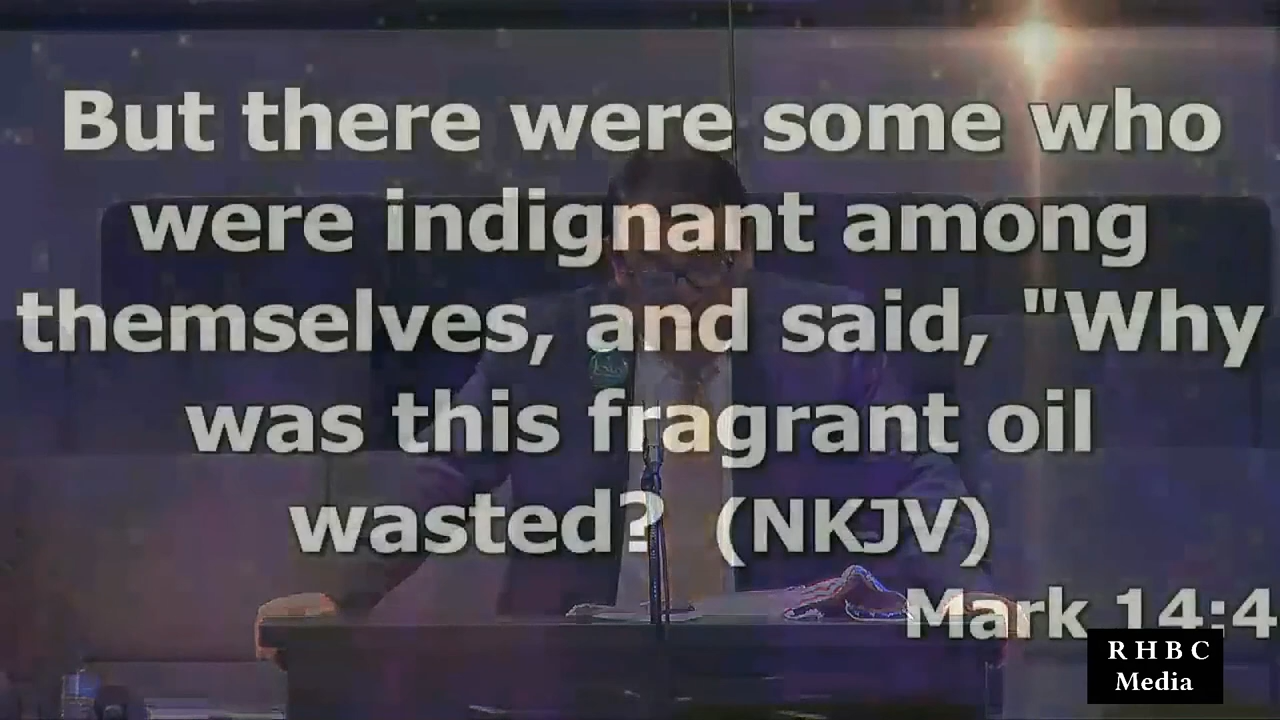 But there were some who
were indignant among
themselves, and said, "Why
was this fragrant oil
wasted? (NKJV)
Mark 14:4
R H B C
Media